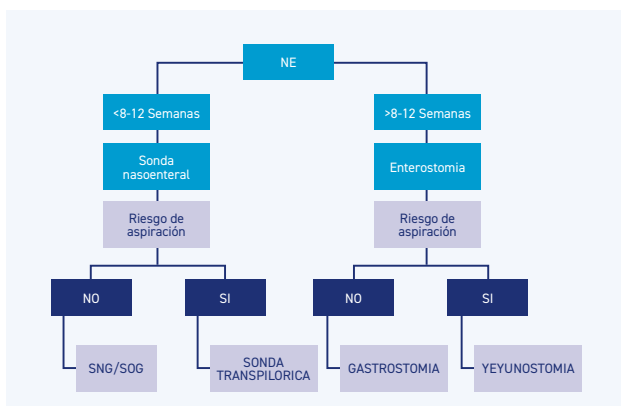 NE
<8-12 Semanas
>8-12 Semanas
Sonda
nasoenteral
Enterostomia
Riesgo de
aspiración
Riesgo de
aspiración
NO
SI
NO
SI
SNG/SOG
SONDA
TRANSPILORICA
GASTROSTOMIA
YEYUNOSTOMIA